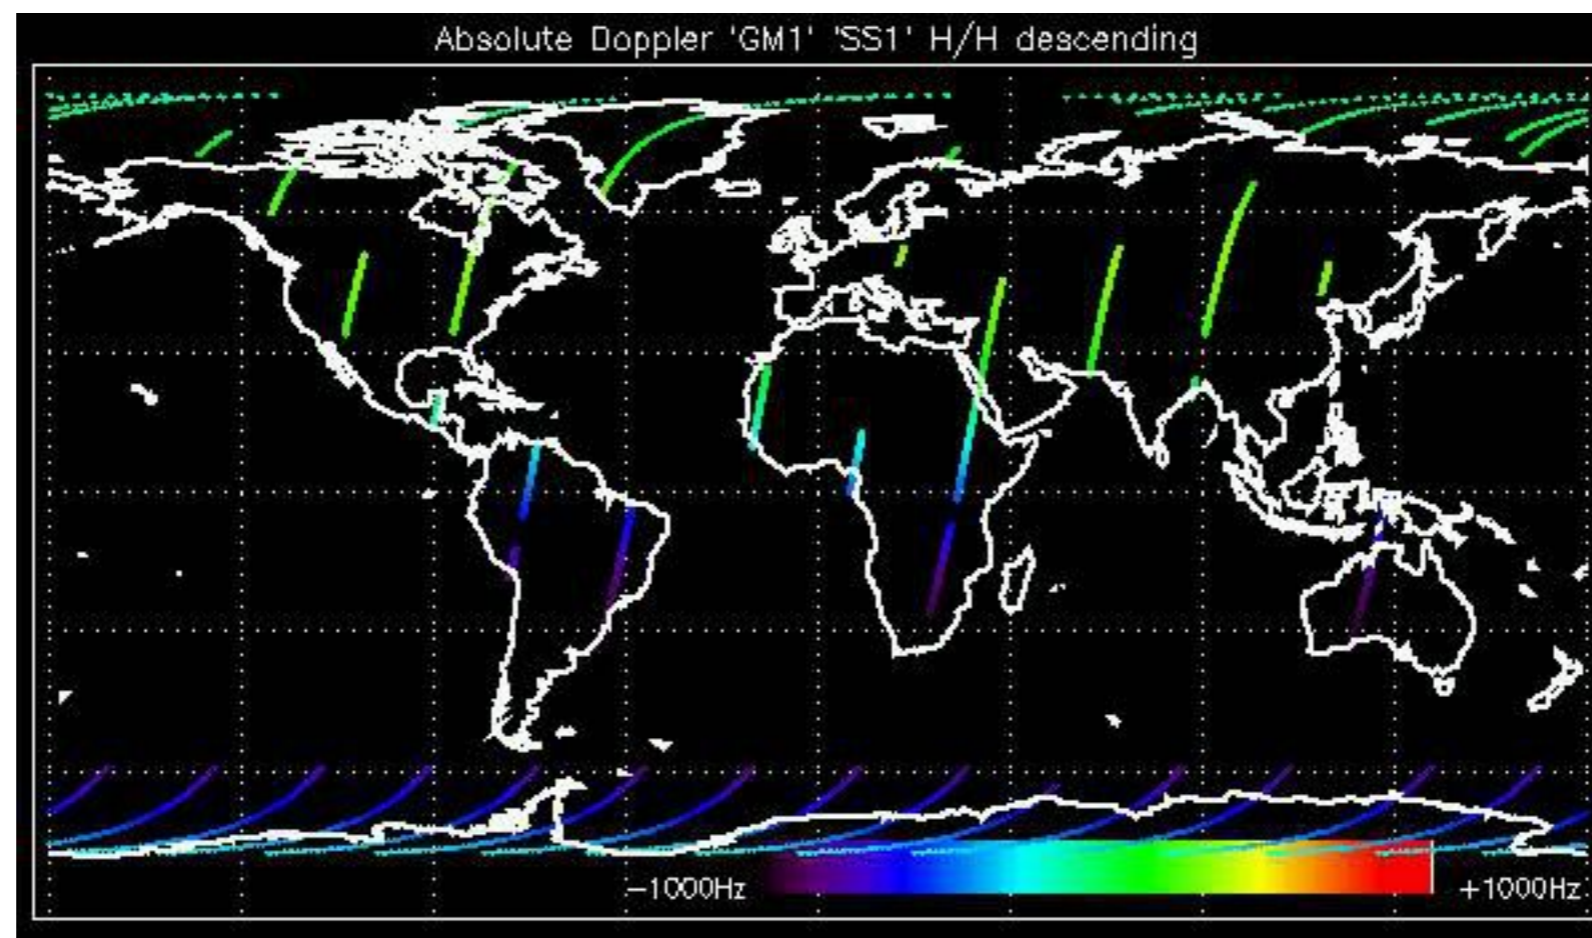 Absolute Doppler 'GM1' 'SS1' H/H descending
−1000Hz
+1000Hz